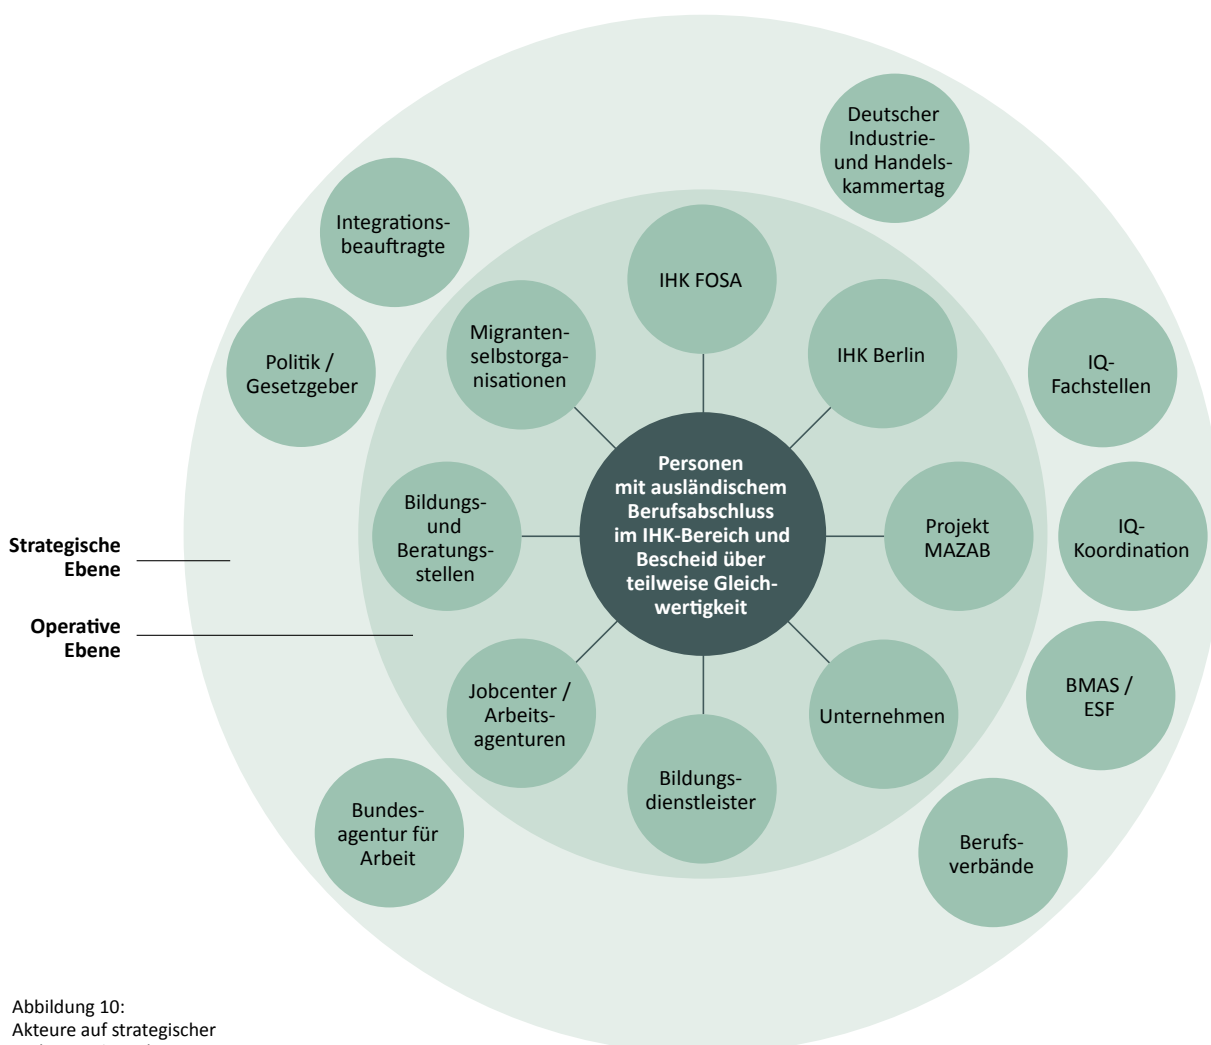 Deutscher
Industrie-
und Handels-
kammertag
Integrations-
beauftragte
IHK FOSA
Migranten-
selbstorga-
nisationen
IHK Berlin
Politik /
Gesetzgeber
IQ-
Fachstellen
Personen
mit ausländischem
Berufsabschluss
im IHK-Bereich und
Bescheid über
teilweise Gleich-
wertigkeit
Bildungs-
und
Beratungs-
stellen
Projekt
MAZAB
IQ-
Koordination
Strategische
Ebene
Operative
Ebene
Jobcenter /
Arbeits-
agenturen
Unternehmen
BMAS /
ESF
Bildungs-
dienstleister
Bundes-
agentur für
Arbeit
Berufs-
verbände
Abbildung 10:
Akteure auf strategischer